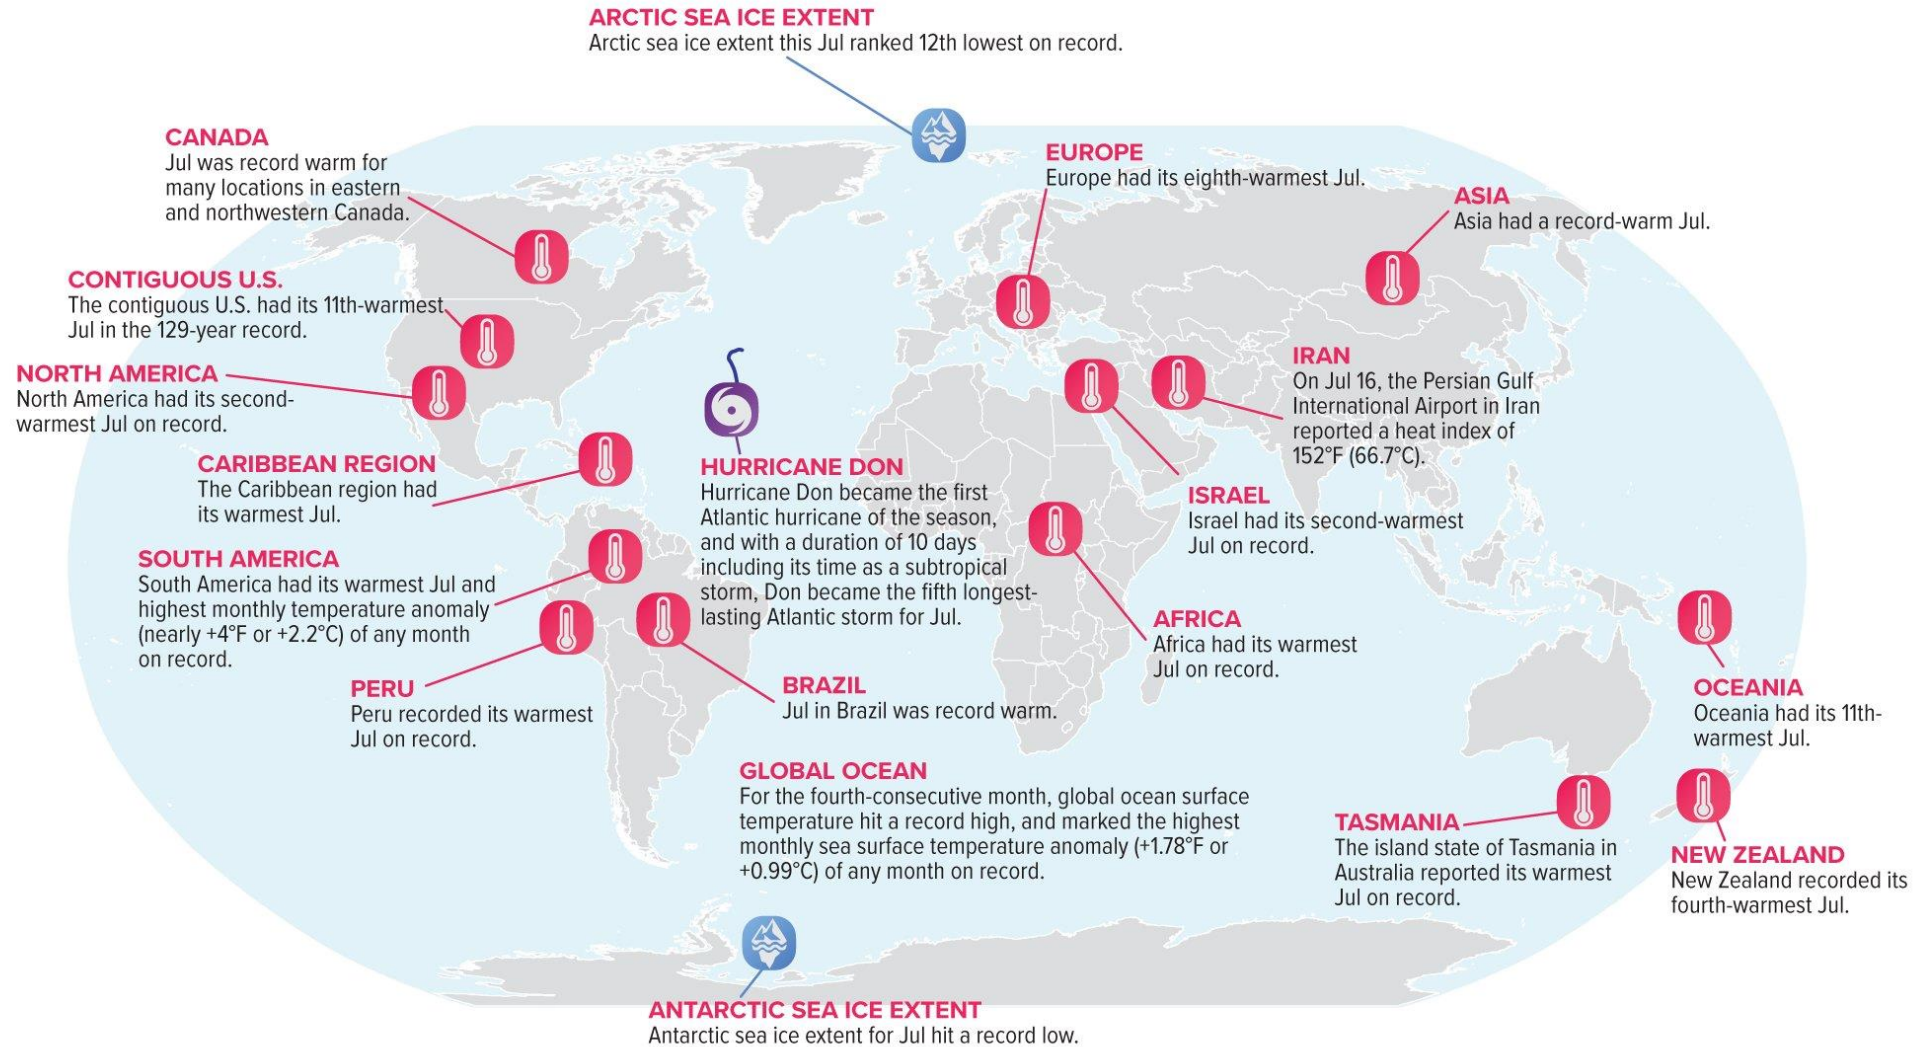 ARCTIC SEA ICE EXTENT
Arctic sea ice extent this Jul ranked 12th lowest on record.
CANADA
Jul was record warm for
many locations in eastern
and northwestern Canada.
EUROPE
Europe had its eighth-warmest Jul.
ASIA
Asia had a record-warm Jul.
CONTIGUOUS U.S.
The contiguous U.S. had its 11th-warmest
Jul in the 129-year record.
NORTH AMERICA
North America had its second-
warmest Jul on record.
IRAN
On Jul 16, the Persian Gulf
International Airport in Iran
reported a heat index of
152°F (66.7°C).
CARIBBEAN REGION
The Caribbean region had
its warmest Jul.
HURRICANE DON
Hurricane Don became the first
Atlantic hurricane of the season,
and with a duration of 10 days
including its time as a subtropical
storm, Don became the fifth longest-
lasting Atlantic storm for Jul.
ISRAEL
Israel had its second-warmest
Jul on record.
SOUTH AMERICA
South America had its warmest Jul and
highest monthly temperature anomaly
(nearly +4°F or +2.2°C) of any month
on record.
AFRICA
Africa had its warmest
Jul on record.
PERU
Peru recorded its warmest
Jul on record.
BRAZIL
Jul in Brazil was record warm.
OCEANIA
Oceania had its 11th-
warmest Jul.
GLOBAL OCEAN
For the fourth-consecutive month, global ocean surface
temperature hit a record high, and marked the highest
monthly sea surface temperature anomaly (+1.78°F or
+0.99°C) of any month on record.
TASMANIA
The island state of Tasmania in
Australia reported its warmest
Jul on record.
NEW ZEALAND
New Zealand recorded its
fourth-warmest Jul.
ANTARCTIC SEA ICE EXTENT
Antarctic sea ice extent for Jul hit a record low.